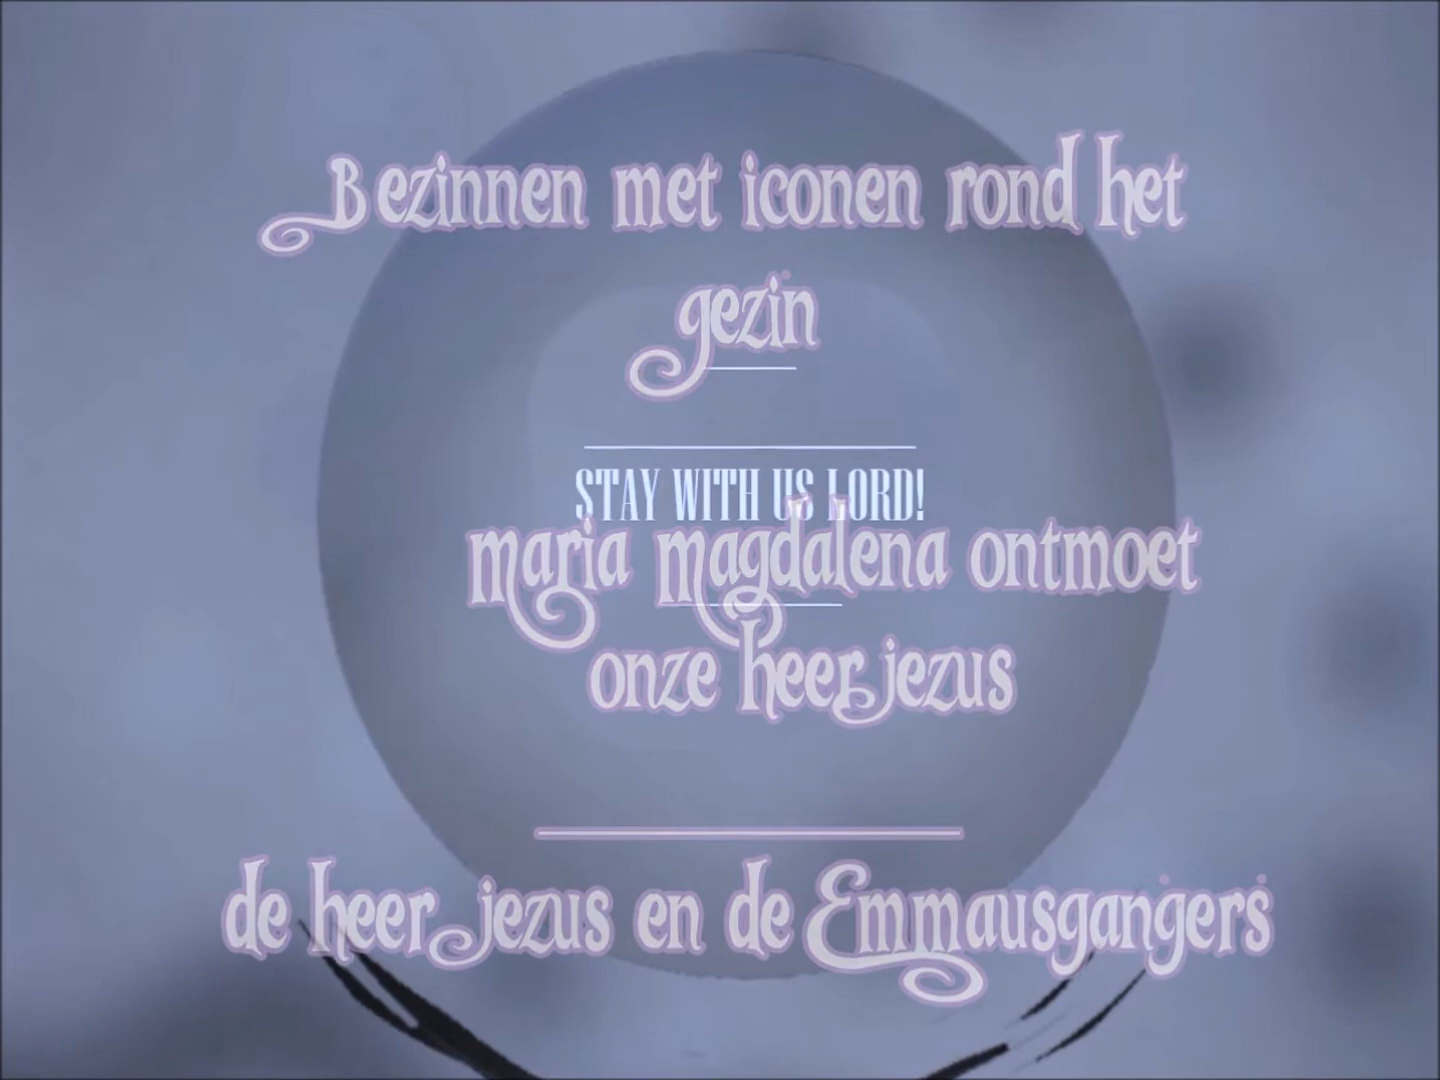 Bezinnen met iconen rond het
gezin
STAY WITH US LORD!
maria magdalena ontmoet
onze heer jezus
de heer jezus en de Emmausgangers